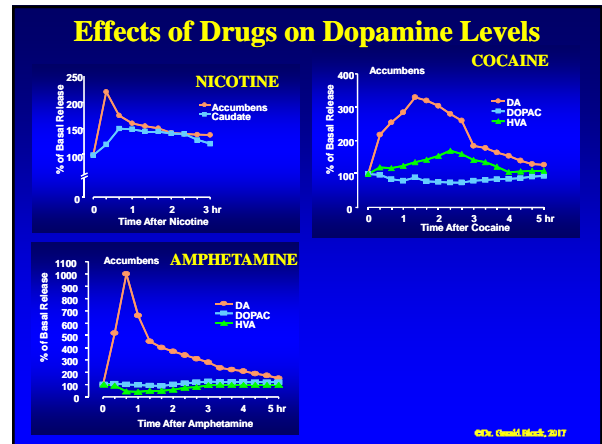 Effects of Drugs on Dopamine Levels
NICOTINE
250
200
150
100
0
% of Basal Release
Accumbens
Caudate
0 1 2 3 hr
Time After Nicotine
COCAINE
Accumbens
400
300
200
100
0
% of Basal Release
DA
DOPAC
HVA
0 1 2 3 4 5 hr
Time After Cocaine
AMPHETAMINE
Accumbens
1100
1000
900
800
700
600
500
400
300
200
100
0
% of Basal Release
DA
DOPAC
HVA
0 1 2 3 4 5 hr
Time After Amphetamine
©Dr. 2017